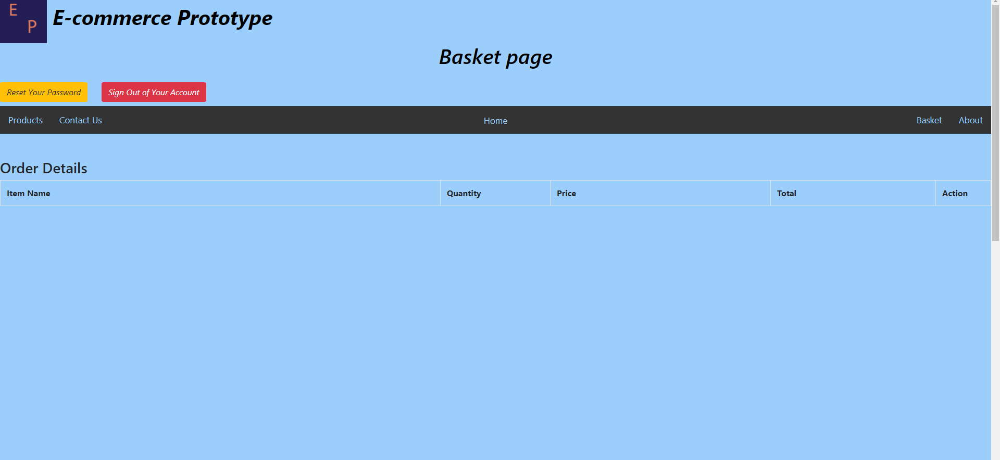 E
P
E-commerce Prototype
Basket page
Reset Your Password Sign Out of Your Account
Products Contact Us Home Basket About
Order Details
Item Name Quantity Price Total Action